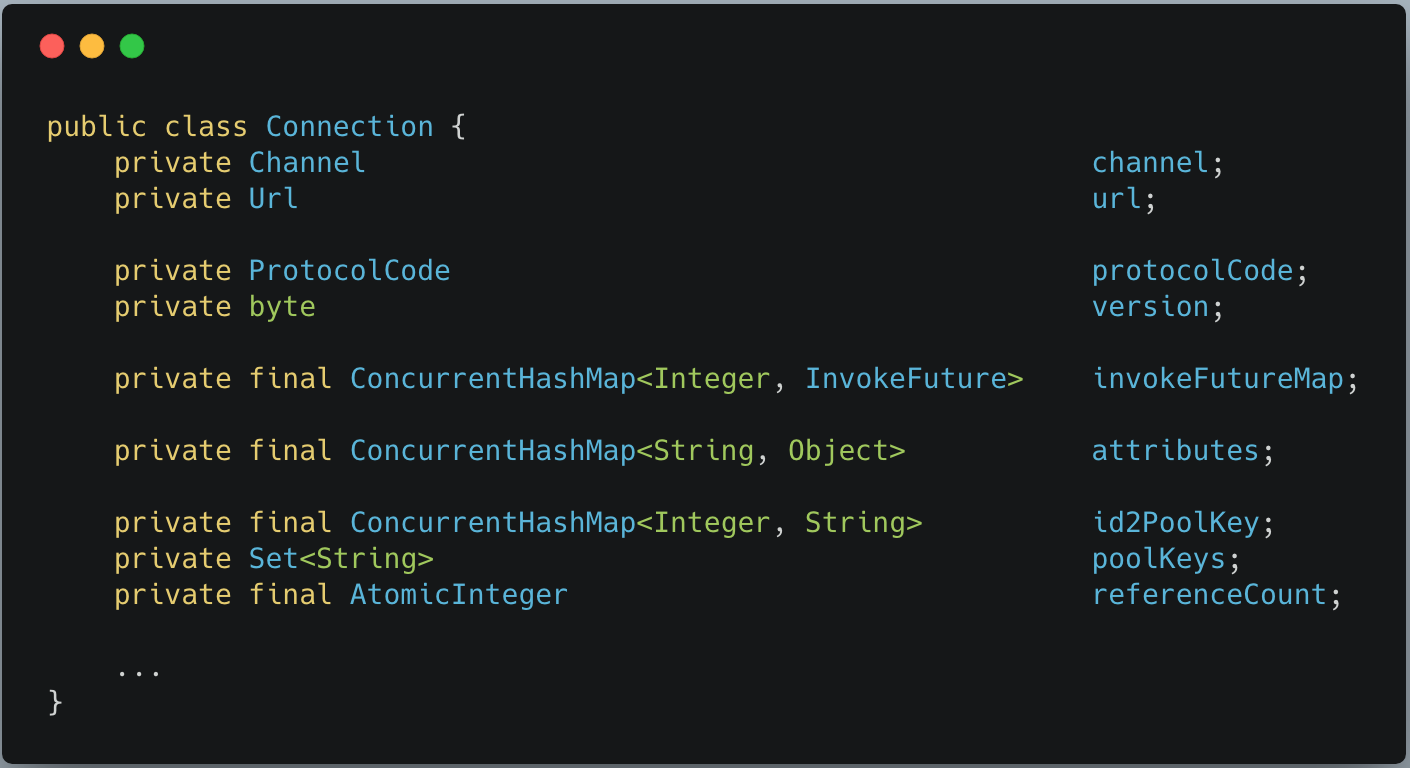 public class Connection {
    private Channel                                           channel;
    private Url                                               url;

    private ProtocolCode                                      protocolCode;
    private byte                                              version;

    private final ConcurrentHashMap<Integer, InvokeFuture>    invokeFutureMap;

    private final ConcurrentHashMap<String, Object>           attributes;

    private final ConcurrentHashMap<Integer, String>          id2PoolKey;
    private Set<String>                                       poolKeys;
    private final AtomicInteger                               referenceCount;

    ...
}